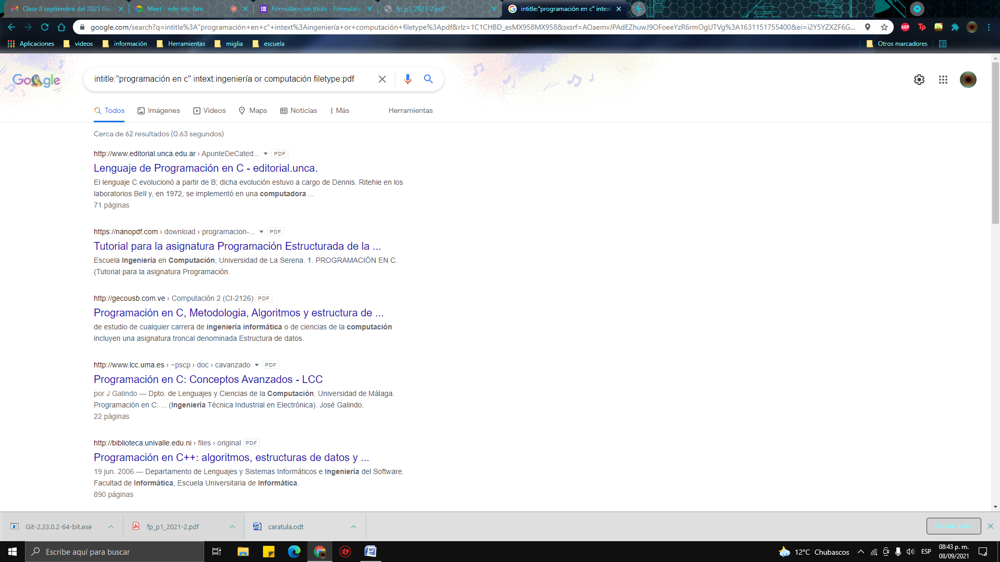 Clase 8 septiembre del 2021 Guí
Meet - mfe-ivtc-fam
Formulario sin título - Formulario
fp_p1_2021-2.pdf
intitle:"programación en c" intext
google.com/search?q=intitle%3A"programación+en+c"+intext%3Aingeniería+or+computación+filetype%3Apdf&rlz=1C1CHBD_esMX958MX958&sxsrf=AOaemvJPAdEZhuwJ9OFoeeYzR6rmOgUTVg%3A1631151755400&ei=i2Y5YZXZF6G...
Aplicaciones
videos
información
Herramientas
miglia
escuela
Otros marcadores
Google
intitle:"programación en c" intext:ingeniería or computación filetype:pdf
Todos
Imágenes
Videos
Maps
Noticias
Más
Herramientas
Cerca de 62 resultados (0.63 segundos)
http://www.editorial.unca.edu.ar › ApunteDeCated... PDF
Lenguaje de Programación en C - editorial.unca.
El lenguaje C evolucionó a partir de B; dicha evolución estuvo a cargo de Dennis. Ritehie en los
laboratorios Bell y, en 1972, se implementó en una computadora ...
71 páginas
https://nanopdf.com › download › programacion-... PDF
Tutorial para la asignatura Programación Estructurada de la ...
Escuela Ingeniería en Computación, Universidad de La Serena. 1. PROGRAMACIÓN EN C.
(Tutorial para la asignatura Programación.
http://gecousb.com.ve › Computación 2 (CI-2126) PDF
Programación en C, Metodologia, Algoritmos y estructura de ...
de estudio de cualquier carrera de ingeniería informática o de ciencias de la computación
incluyen una asignatura troncal denominada Estructura de datos.
http://www.lcc.uma.es › ~pscp › doc › cavanzado PDF
Programación en C: Conceptos Avanzados - LCC
por J Galindo — Dpto. de Lenguajes y Ciencias de la Computación. Universidad de Málaga.
Programación en C: ... (Ingeniería Técnica Industrial en Electrónica). José Galindo.
22 páginas
http://biblioteca.univalle.edu.ni › files › original PDF
Programación en C++: algoritmos, estructuras de datos y ...
19 jun. 2006 — Departamento de Lenguajes y Sistemas Informáticos e Ingeniería del Software.
Facultad de Informática, Escuela Universitaria de Informática.
890 páginas
Git-2.33.0.2-64-bit.exe
fp_p1_2021-2.pdf
caratula.odt
Mostrar todo
Escribe aquí para buscar
12°C Chubascos
ESP
08:43 p. m.
08/09/2021